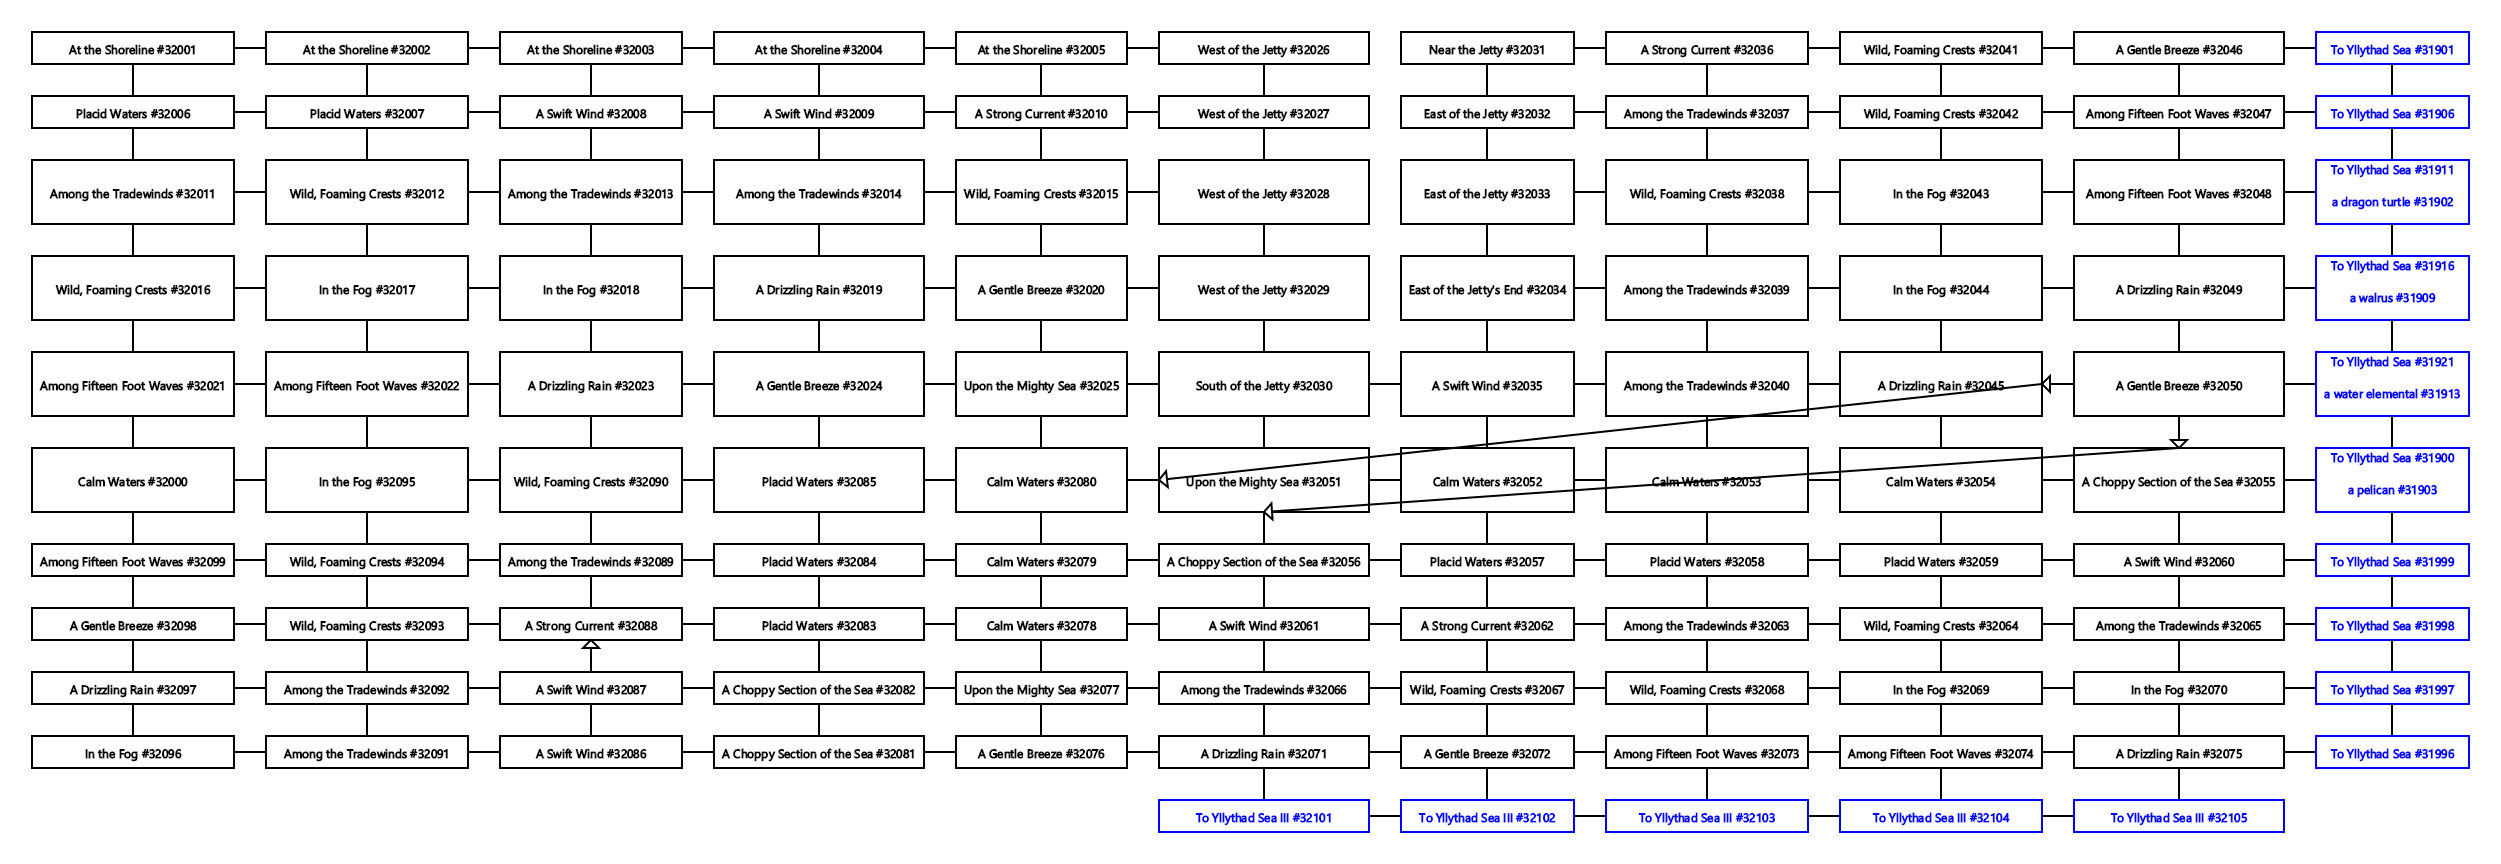 At the Shoreline #32001
At the Shoreline #32002
At the Shoreline #32003
At the Shoreline #32004
At the Shoreline #32005
West of the Jetty #32026
Near the Jetty #32031
A Strong Current #32036
Wild, Foaming Crests #32041
A Gentle Breeze #32046
To Yllythad Sea #31901
Placid Waters #32006
Placid Waters #32007
A Swift Wind #32008
A Swift Wind #32009
A Strong Current #32010
West of the Jetty #32027
East of the Jetty #32032
Among the Tradewinds #32037
Wild, Foaming Crests #32042
Among Fifteen Foot Waves #32047
To Yllythad Sea #31906
Among the Tradewinds #32011
Wild, Foaming Crests #32012
Among the Tradewinds #32013
Among the Tradewinds #32014
Wild, Foaming Crests #32015
West of the Jetty #32028
East of the Jetty #32033
Wild, Foaming Crests #32038
In the Fog #32043
Among Fifteen Foot Waves #32048
To Yllythad Sea #31911
a dragon turtle #31902
Wild, Foaming Crests #32016
In the Fog #32017
In the Fog #32018
A Drizzling Rain #32019
A Gentle Breeze #32020
West of the Jetty #32029
East of the Jetty's End #32034
Among the Tradewinds #32039
In the Fog #32044
A Drizzling Rain #32049
To Yllythad Sea #31916
a walrus #31909
Among Fifteen Foot Waves #32021
Among Fifteen Foot Waves #32022
A Drizzling Rain #32023
A Gentle Breeze #32024
Upon the Mighty Sea #32025
South of the Jetty #32030
A Swift Wind #32035
Among the Tradewinds #32040
A Drizzling Rain #32045
A Gentle Breeze #32050
To Yllythad Sea #31921
a water elemental #31913
Calm Waters #32000
In the Fog #32095
Wild, Foaming Crests #32090
Placid Waters #32085
Calm Waters #32080
Upon the Mighty Sea #32051
Calm Waters #32052
Calm Waters #32053
Calm Waters #32054
A Choppy Section of the Sea #32055
To Yllythad Sea #31900
a pelican #31903
Among Fifteen Foot Waves #32099
Wild, Foaming Crests #32094
Among the Tradewinds #32089
Placid Waters #32084
Calm Waters #32079
A Choppy Section of the Sea #32056
Placid Waters #32057
Placid Waters #32058
Placid Waters #32059
A Swift Wind #32060
To Yllythad Sea #31999
A Gentle Breeze #32098
Wild, Foaming Crests #32093
A Strong Current #32088
Placid Waters #32083
Calm Waters #32078
A Swift Wind #32061
A Strong Current #32062
Among the Tradewinds #32063
Wild, Foaming Crests #32064
Among the Tradewinds #32065
To Yllythad Sea #31998
A Drizzling Rain #32097
Among the Tradewinds #32092
A Swift Wind #32087
A Choppy Section of the Sea #32082
Upon the Mighty Sea #32077
Among the Tradewinds #32066
Wild, Foaming Crests #32067
Wild, Foaming Crests #32068
In the Fog #32069
In the Fog #32070
To Yllythad Sea #31997
In the Fog #32096
Among the Tradewinds #32091
A Swift Wind #32086
A Choppy Section of the Sea #32081
A Gentle Breeze #32076
A Drizzling Rain #32071
A Gentle Breeze #32072
Among Fifteen Foot Waves #32073
Among Fifteen Foot Waves #32074
A Drizzling Rain #32075
To Yllythad Sea #31996
To Yllythad Sea III #32101
To Yllythad Sea III #32102
To Yllythad Sea III #32103
To Yllythad Sea III #32104
To Yllythad Sea III #32105